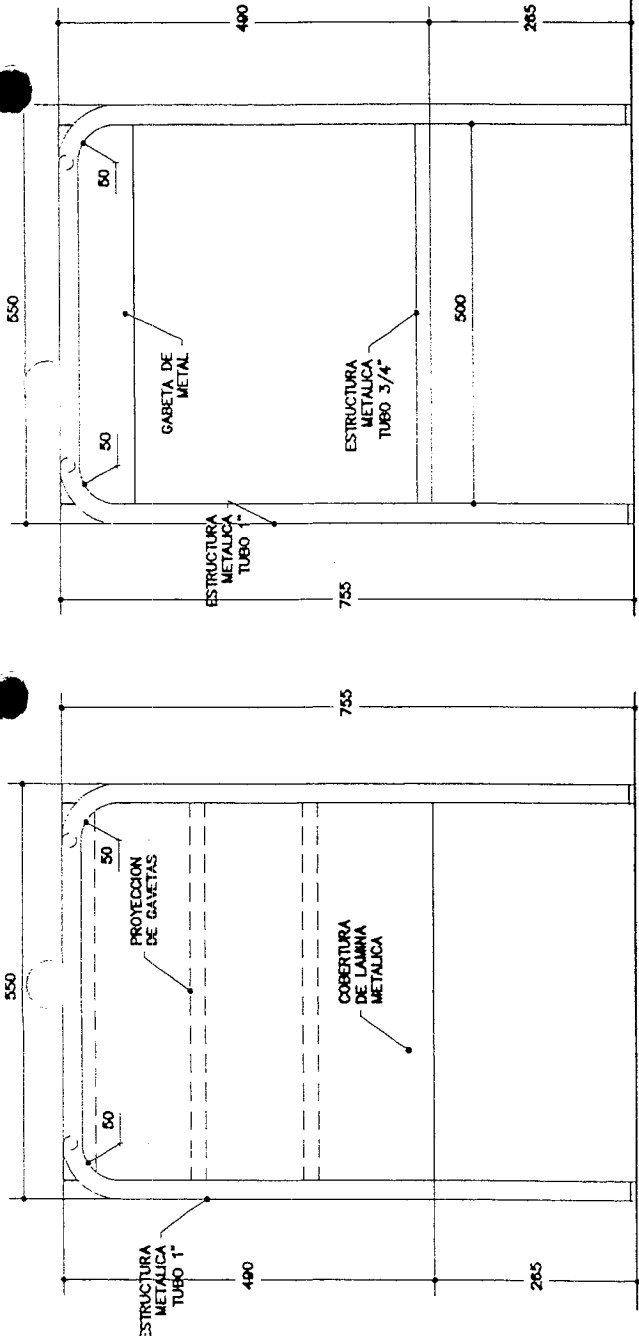 490
265
550
50
GABETA DE
METAL
ESTRUCTURA
METALICA
TUBO 3/4"
500
50
ESTRUCTURA
METALICA
TUBO 1"
755
755
550
50
PROYECCION
DE GAVETAS
COBERTURA
DE LAMINA
METALICA
50
ESTRUCTURA
METALICA
TUBO 1"
490
265